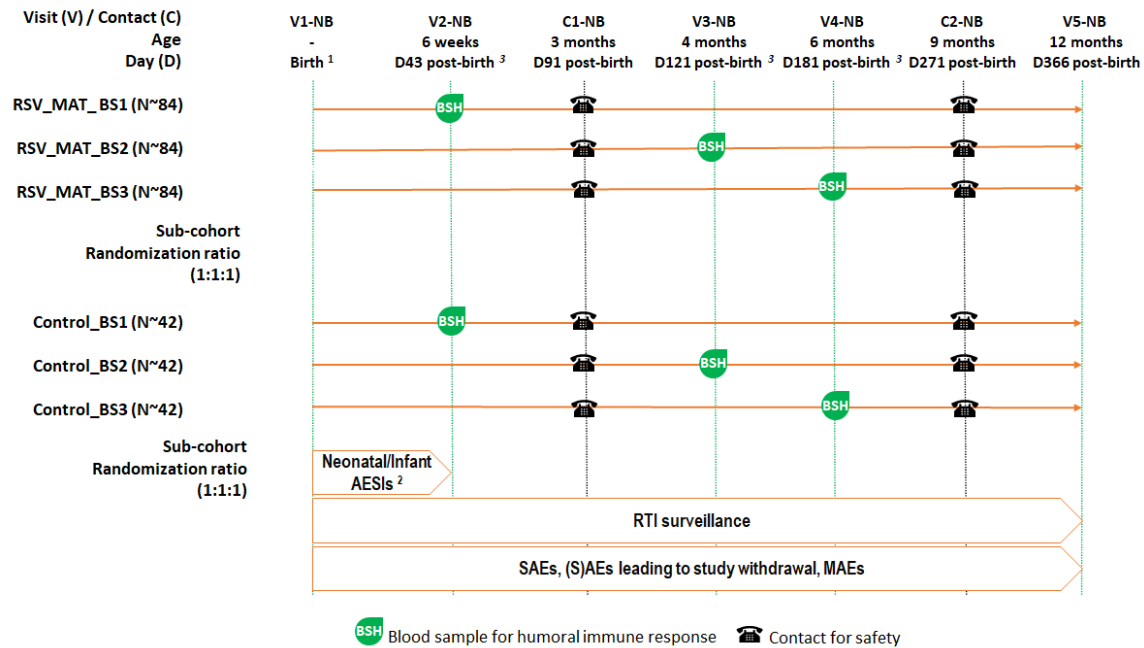 Visit (V) / Contact (C) V1-NB V2-NB C1-NB V3-NB V4-NB C2-NB V5-NB
Age - 6 weeks 3 months 4 months 6 months 9 months 12 months
Day (D) Birth 1 D43 post-birth 3 D91 post-birth D121 post-birth 3 D181 post-birth 3 D271 post-birth D366 post-birth
RSV_MAT_BS1 (N~84) BSH
RSV_MAT_BS2 (N~84) BSH
RSV_MAT_BS3 (N~84) BSH
Sub-cohort
Randomization ratio
(1:1:1)
Control_BS1 (N~42) BSH
Control_BS2 (N~42) BSH
Control_BS3 (N~42) BSH
Sub-cohort
Randomization ratio
(1:1:1)
Neonatal/Infant
AESIs 2
RTI surveillance
SAEs, (S)AEs leading to study withdrawal, MAEs
BSH Blood sample for humoral immune response Contact for safety